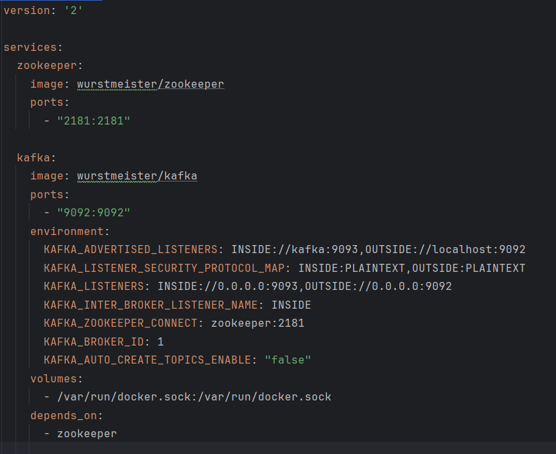 version: '2'

services:
  zookeeper:
    image: wurstmeister/zookeeper
    ports:
      - "2181:2181"

  kafka:
    image: wurstmeister/kafka
    ports:
      - "9092:9092"
    environment:
      KAFKA_ADVERTISED_LISTENERS: INSIDE://kafka:9093,OUTSIDE://localhost:9092
      KAFKA_LISTENER_SECURITY_PROTOCOL_MAP: INSIDE:PLAINTEXT,OUTSIDE:PLAINTEXT
      KAFKA_LISTENERS: INSIDE://0.0.0.0:9093,OUTSIDE://0.0.0.0:9092
      KAFKA_INTER_BROKER_LISTENER_NAME: INSIDE
      KAFKA_ZOOKEEPER_CONNECT: zookeeper:2181
      KAFKA_BROKER_ID: 1
      KAFKA_AUTO_CREATE_TOPICS_ENABLE: "false"
    volumes:
      - /var/run/docker.sock:/var/run/docker.sock
    depends_on:
      - zookeeper